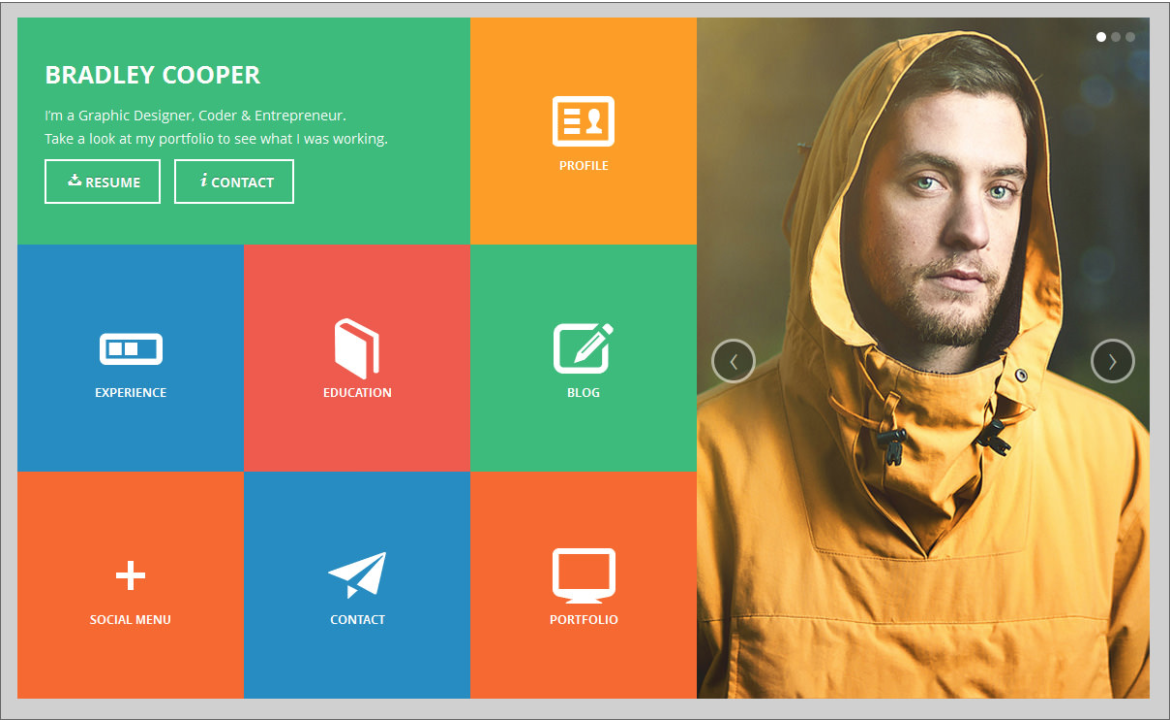 BRADLEY COOPER
I'm a Graphic Designer, Coder & Entrepreneur.
Take a look at my portfolio to see what I was working.
RESUME
i CONTACT
PROFILE
EXPERIENCE
EDUCATION
BLOG
SOCIAL MENU
CONTACT
PORTFOLIO